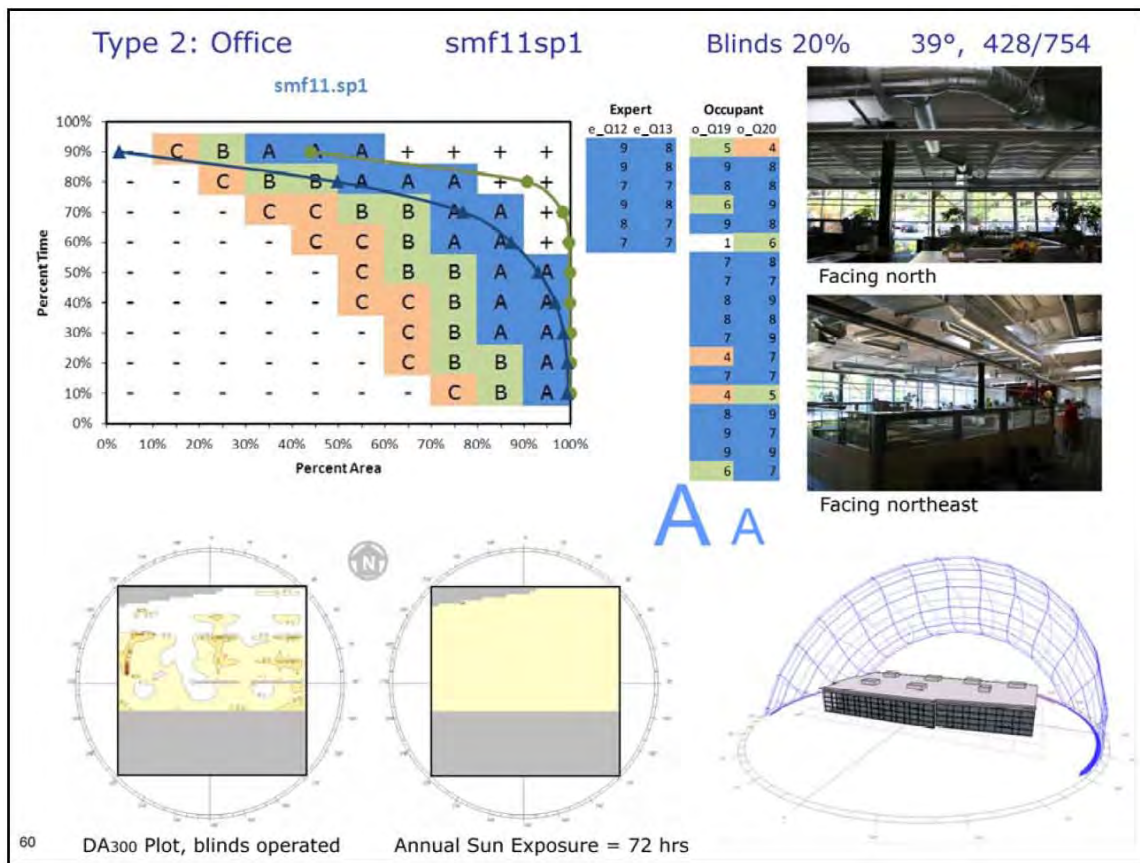 Type 2: Office smf11sp1 Blinds 20% 39°, 428/754
smf11.sp1
Percent Time
100%
90% C B A A A + + + +
80% - - C B B A A A + +
70% - - - C C B B A A +
60% - - - - C C B A A +
50% - - - - - C B B A A
40% - - - - - C C B A A
30% - - - - - - C B A A
20% - - - - - - C B B A
10% - - - - - - - C B A
0%
0% 10% 20% 30% 40% 50% 60% 70% 80% 90% 100%
Percent Area
Expert Occupant
e_Q12 e_Q13 o_Q19 o_Q20
9 8 5 4
9 8 9 8
7 7 8 8
9 8 6 9
8 7 9 8
7 7 1 6
7 8
7 7
8 9
8 8
7 9
4 7
7 7
4 5
8 9
9 7
9 9
6 7
A A
Facing north
Facing northeast
N
DA300 Plot, blinds operated
Annual Sun Exposure = 72 hrs
60